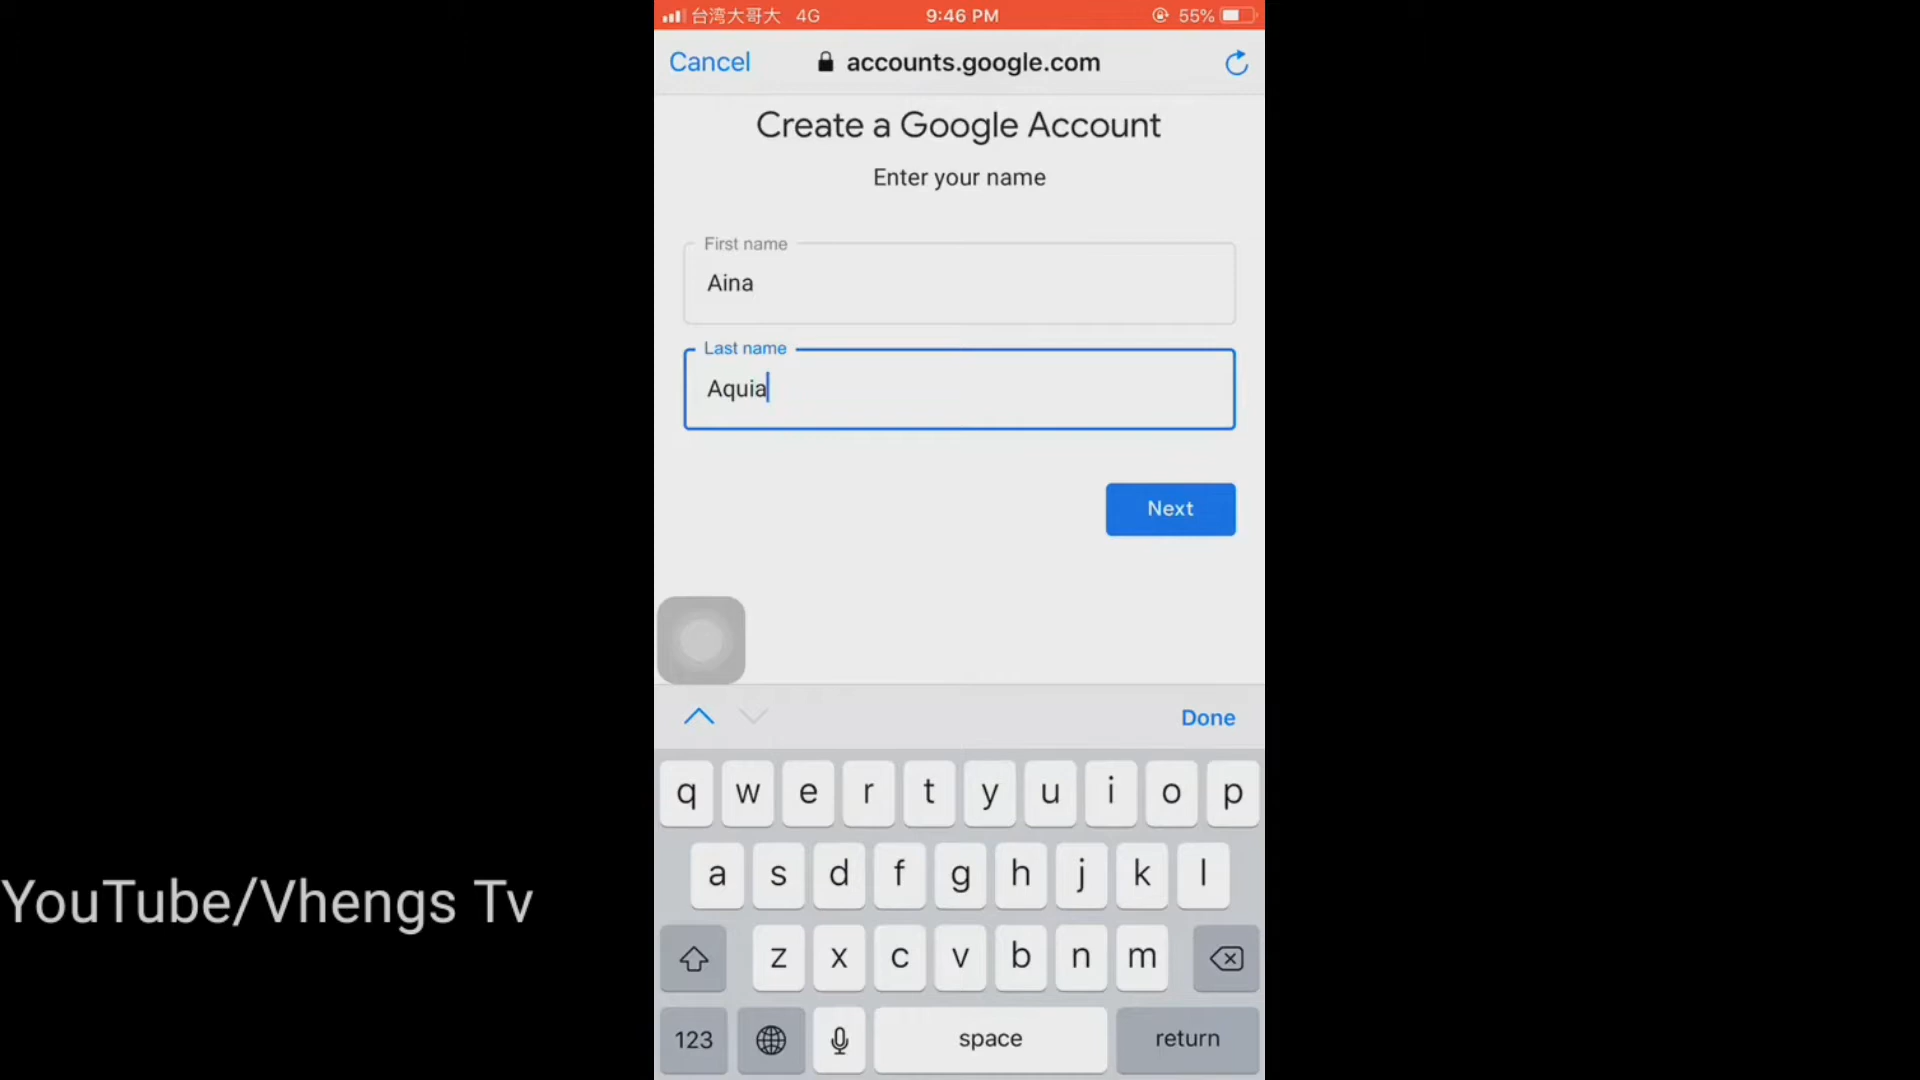 台湾大哥大 4G 9:46 PM 55%
Cancel accounts.google.com
Create a Google Account
Enter your name
First name
Aina
Last name
Aquia
Next
Done
q w e r t y u i o p
a s d f g h j k l
YouTube/Vhengs Tv
z x c v b n m
123 space return